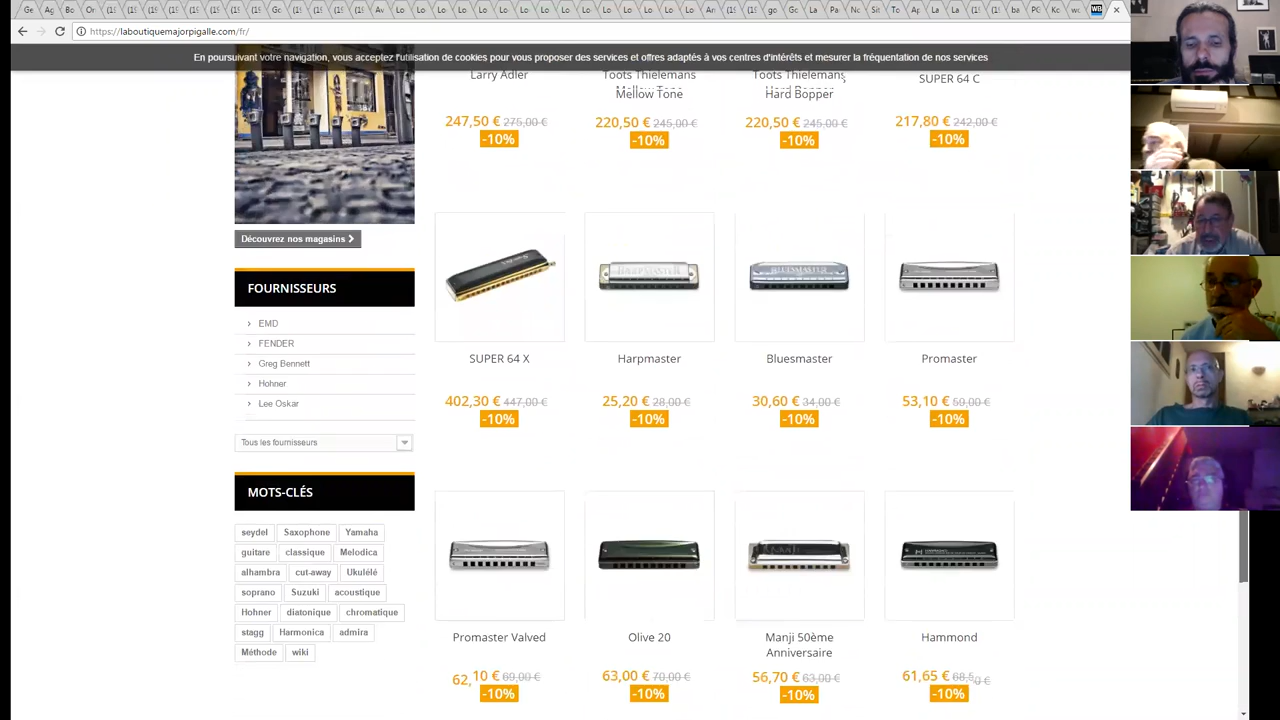 https://laboutiquemajorpigalle.com/fr/
En poursuivant votre navigation, vous acceptez l'utilisation de cookies pour vous proposer des services et offres adaptés à vos centres d'intérêts et mesurer la fréquentation de nos services
Larry Adler
247,50 € 275,00 €
-10%
Toots Thielemans
Mellow Tone
220,50 € 245,00 €
-10%
Toots Thielemans
Hard Bopper
220,50 € 245,00 €
-10%
SUPER 64 C
217,80 € 242,00 €
-10%
Découvrez nos magasins
FOURNISSEURS
EMD
FENDER
Greg Bennett
Hohner
Lee Oskar
Tous les fournisseurs
MOTS-CLÉS
seydel Saxophone Yamaha
guitare classique Melodica
alhambra cut-away Ukulélé
soprano Suzuki acoustique
Hohner diatonique chromatique
stagg Harmonica admira
Méthode wiki
SUPER 64 X
402,30 € 447,00 €
-10%
HARPMASTER
Harpmaster
25,20 € 28,00 €
-10%
BLUESMASTER
Bluesmaster
30,60 € 34,00 €
-10%
Promaster
53,10 € 59,00 €
-10%
Promaster Valved
62,10 € 69,00 €
-10%
Olive 20
63,00 € 70,00 €
-10%
Manji 50ème
Anniversaire
56,70 € 63,00 €
-10%
Hammond
61,65 € 68,50 €
-10%